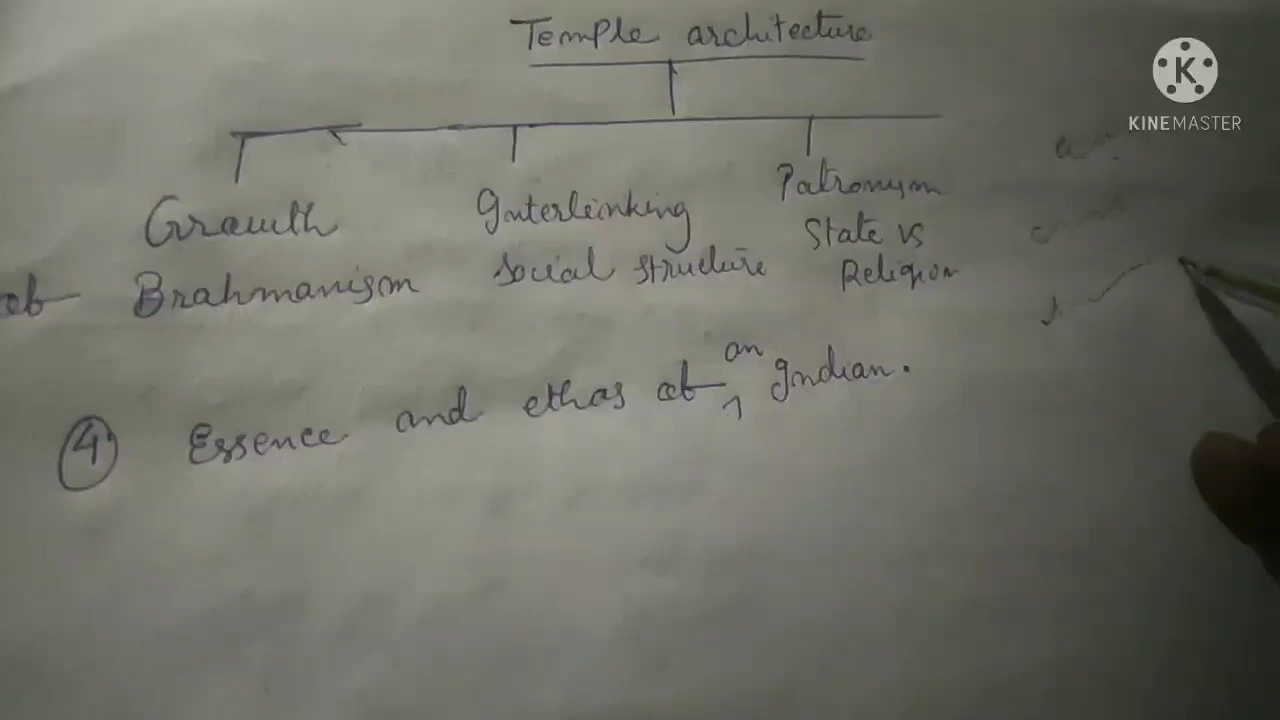 Temple architecture
KINEMASTER
Growth
Brahmanism
Interlinking
social structure
Patronysm
State vs
Religion
of
④ Essence and ethos of an Indian.